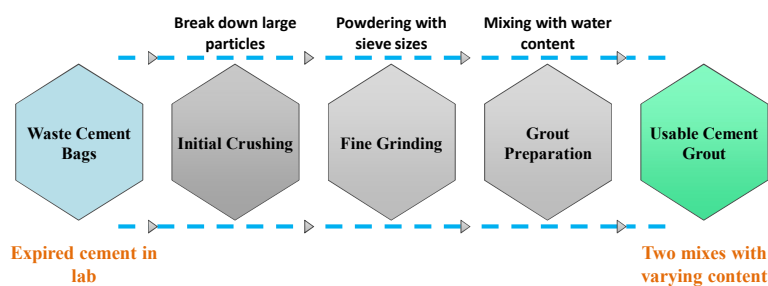 Break down large
particles
Powdering with
sieve sizes
Mixing with water
content
Waste Cement
Bags
Initial Crushing
Fine Grinding
Grout
Preparation
Usable Cement
Grout
Expired cement in
lab
Two mixes with
varying content